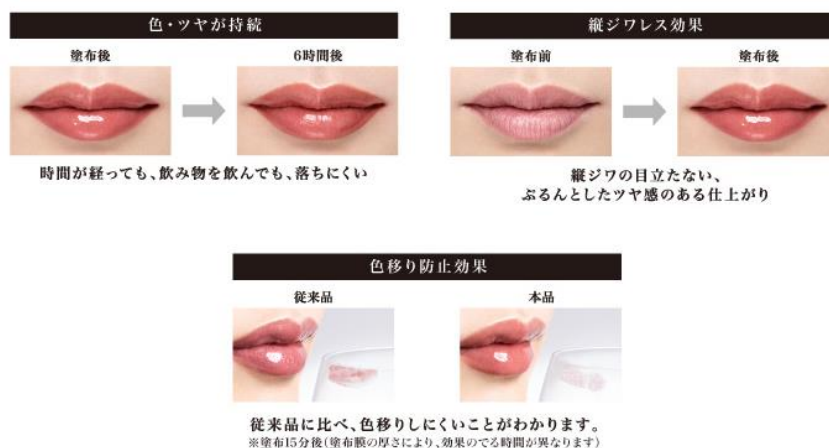 色・ツヤが持続
塗布後
6時間後
時間が経っても、飲み物を飲んでも、落ちにくい
縦ジワレス効果
塗布前
塗布後
縦ジワの目立たない、
ぷるんとしたツヤ感のある仕上がり
色移り防止効果
従来品
本品
従来品に比べ、色移りしにくいことがわかります。
※塗布15分後(塗布膜の厚さにより、効果のでる時間が異なります)